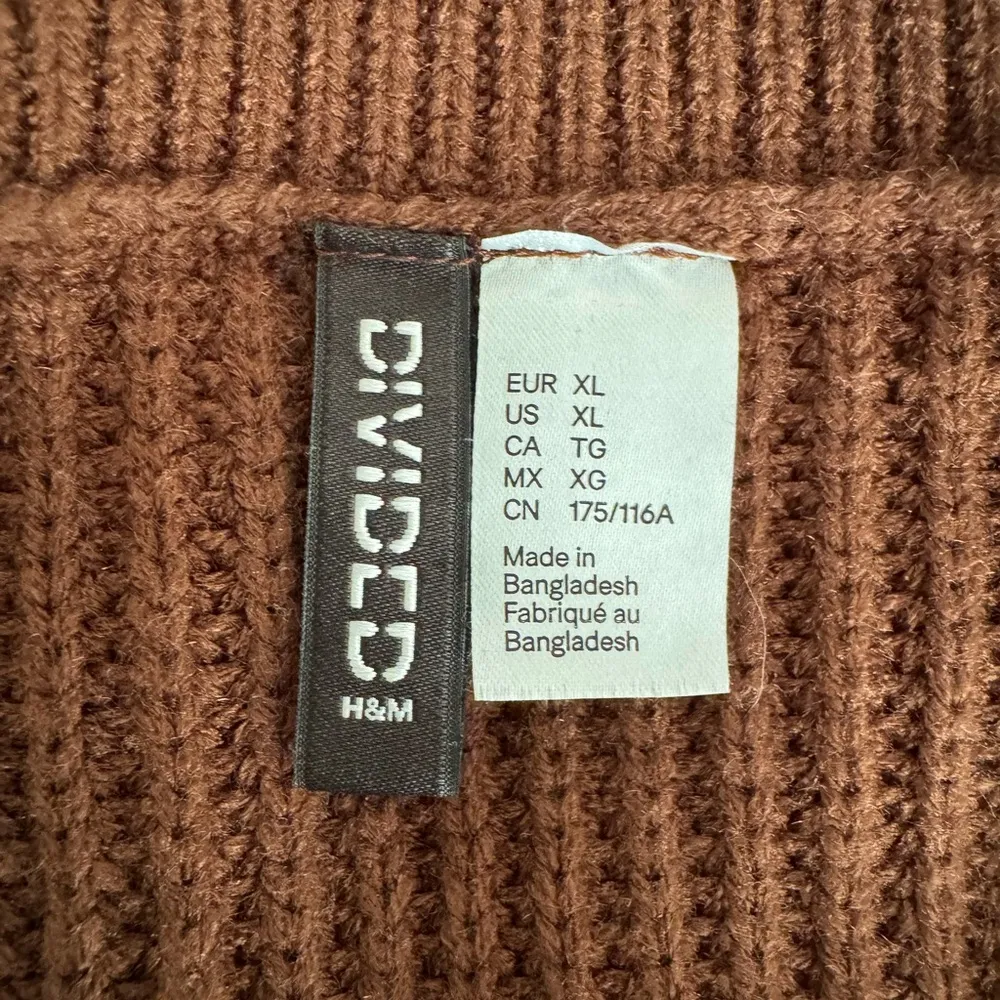 DIVIDED
H&M
EUR XL
US XL
CA TG
MX XG
CN 175/116A
Made in
Bangladesh
Fabriqué au
Bangladesh